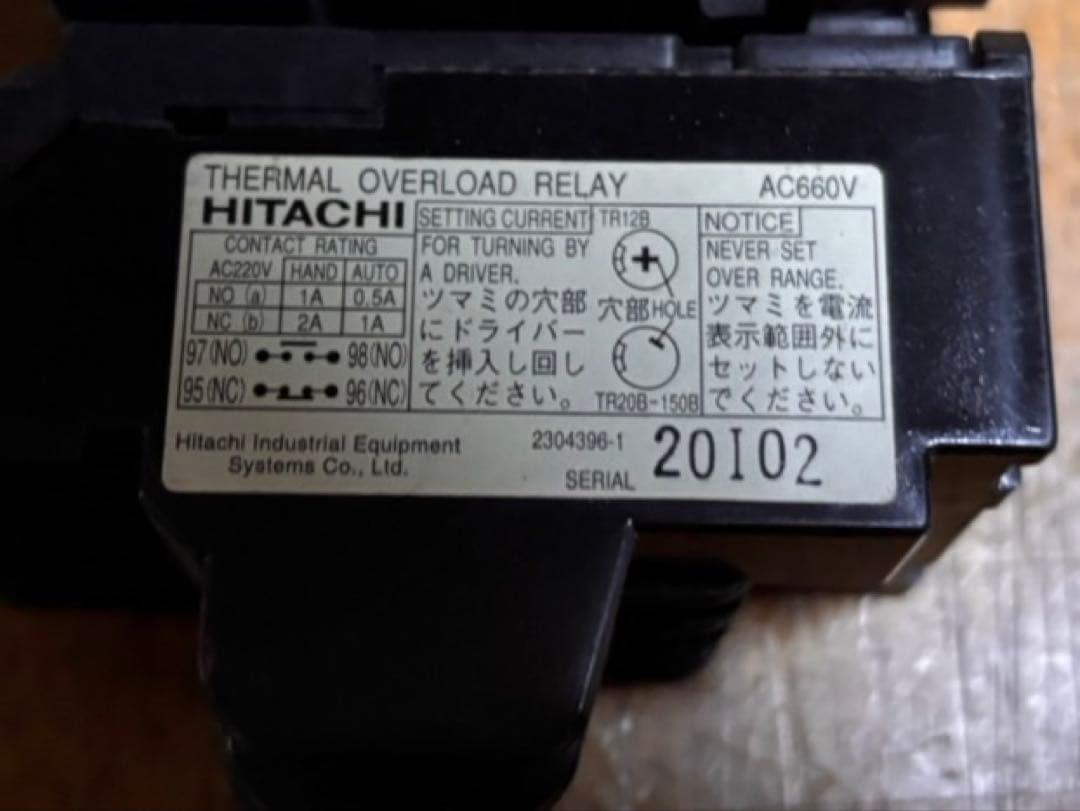 THERMAL OVERLOAD RELAY AC660V
HITACHI
CONTACT RATING
AC220V HAND AUTO
NO (a) 1A 0.5A
NC (b) 2A 1A
97(NO) 98(NO)
95(NC) 96(NC)
SETTING CURRENT
FOR TURNING BY
A DRIVER.
ツマミの穴部
にドライバー
を挿入し回し
てください。
TR12B
穴部HOLE
TR20B-150B
NOTICE
NEVER SET
OVER RANGE.
ツマミを電流
表示範囲外に
セットしない
でください。
Hitachi Industrial Equipment
Systems Co., Ltd.
2304396-1
SERIAL 20I02